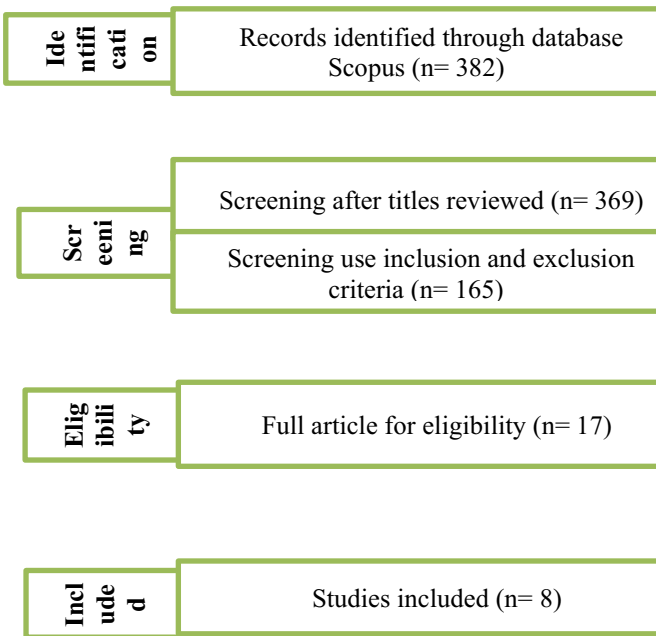 Ide
ntific
cati
on
Records identified through database
Scopus (n= 382)
Scr
eeni
ng
Screening after titles reviewed (n= 369)
Screening use inclusion and exclusion
criteria (n= 165)
Elig
ibili
ty
Full article for eligibility (n= 17)
Incl
ude
d
Studies included (n= 8)